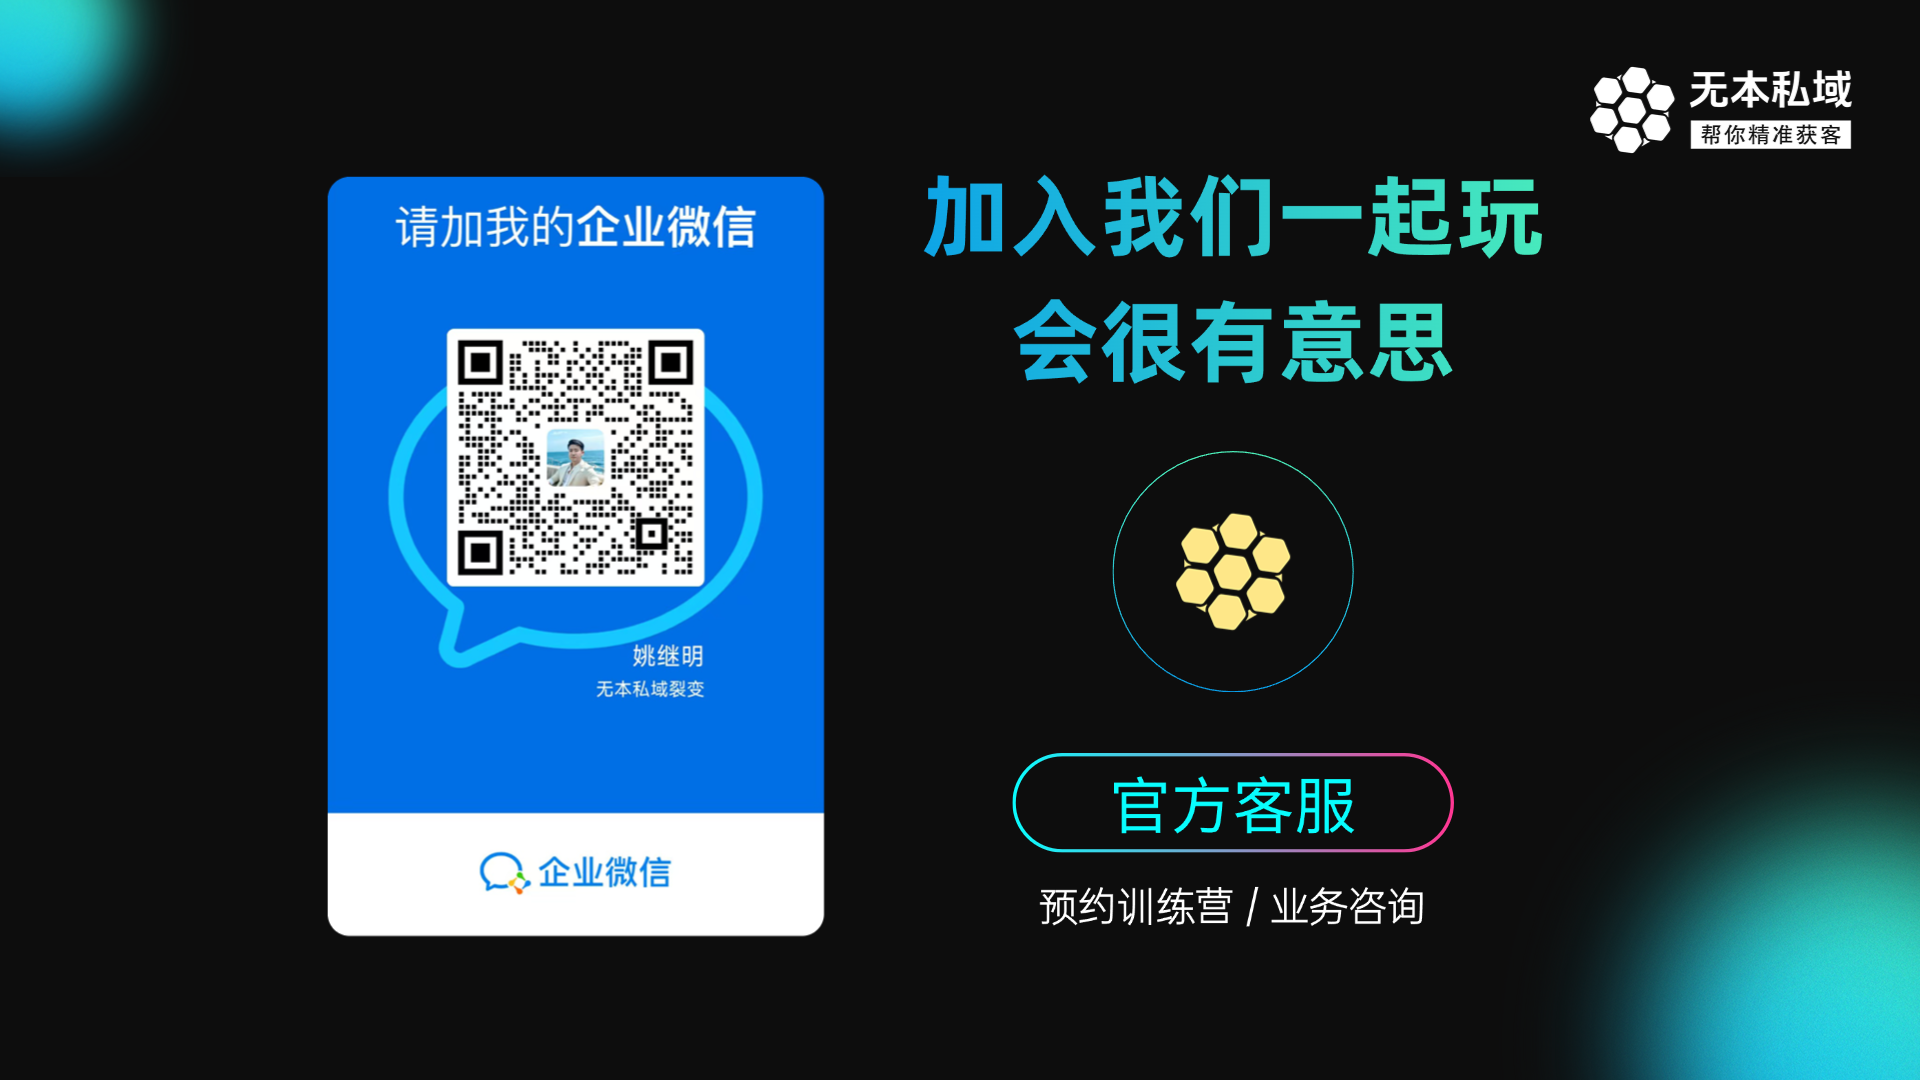 无本私域
帮你精准获客
请加我的企业微信
姚继明
无本私域裂变
企业微信
加入我们一起玩
会很有意思
官方客服
预约训练营 / 业务咨询